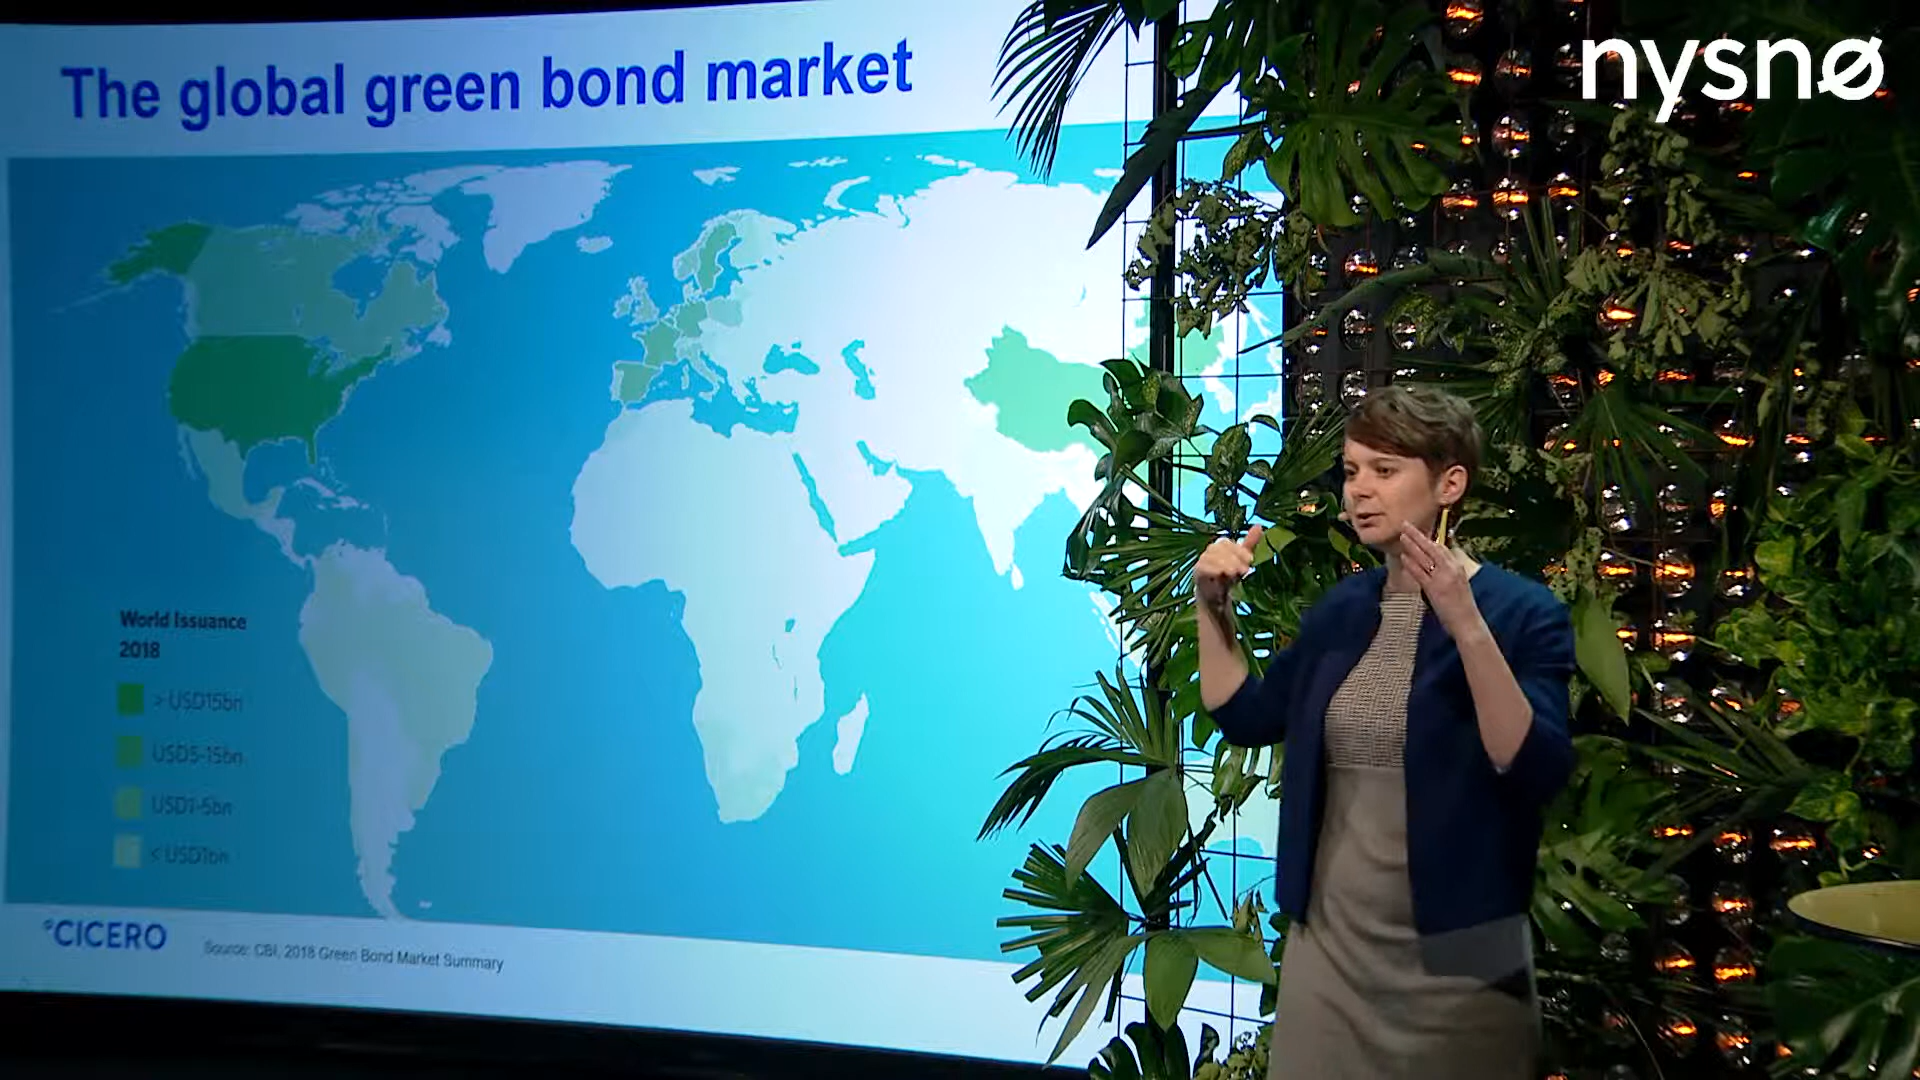 The global green bond market
nysnø
World Issuance
2018
> USD15bn
USD5-15bn
USD1-5bn
< USD1bn
°CICERO
Source: CBI, 2018 Green Bond Market Summary